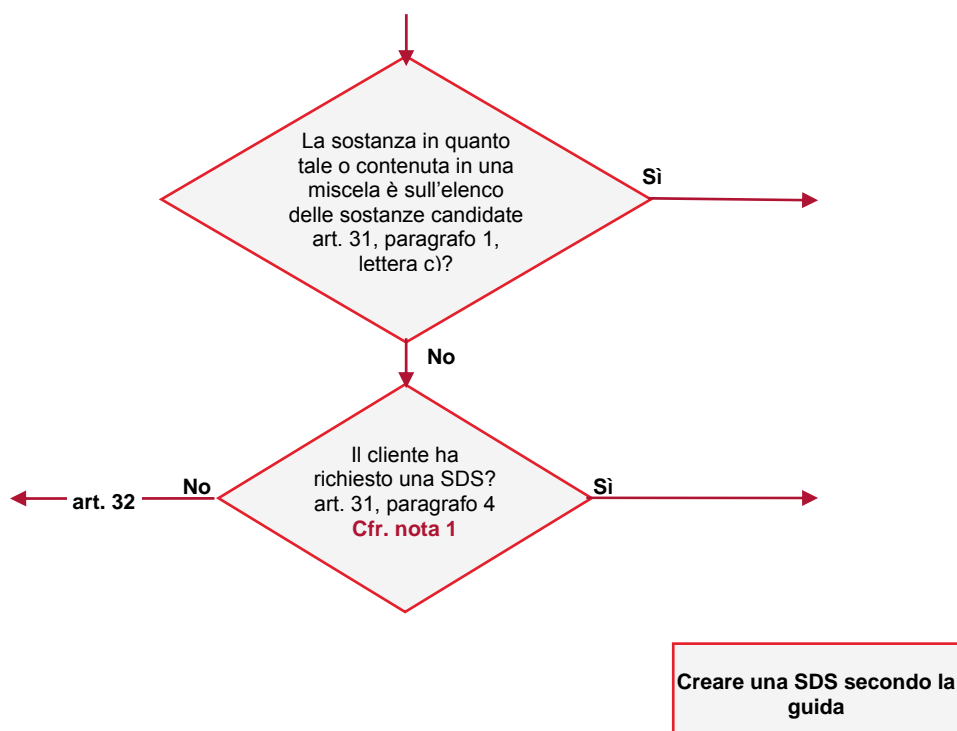 La sostanza in quanto
tale o contenuta in una
miscela è sull’elenco
delle sostanze candidate
art. 31, paragrafo 1,
lettera c)?
Sì
No
Il cliente ha
richiesto una SDS?
art. 31, paragrafo 4
Cfr. nota 1
No
art. 32
Sì
Creare una SDS secondo la
guida